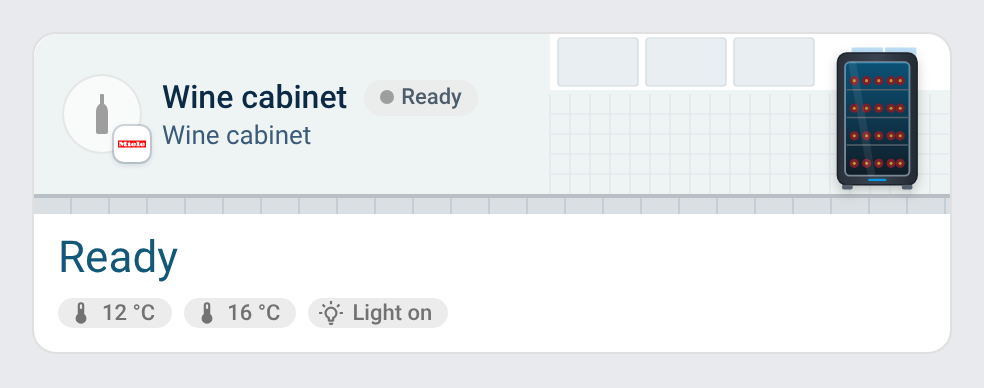 Wine cabinet
Ready
Miele
Wine cabinet
Ready
12 °C
16 °C
Light on